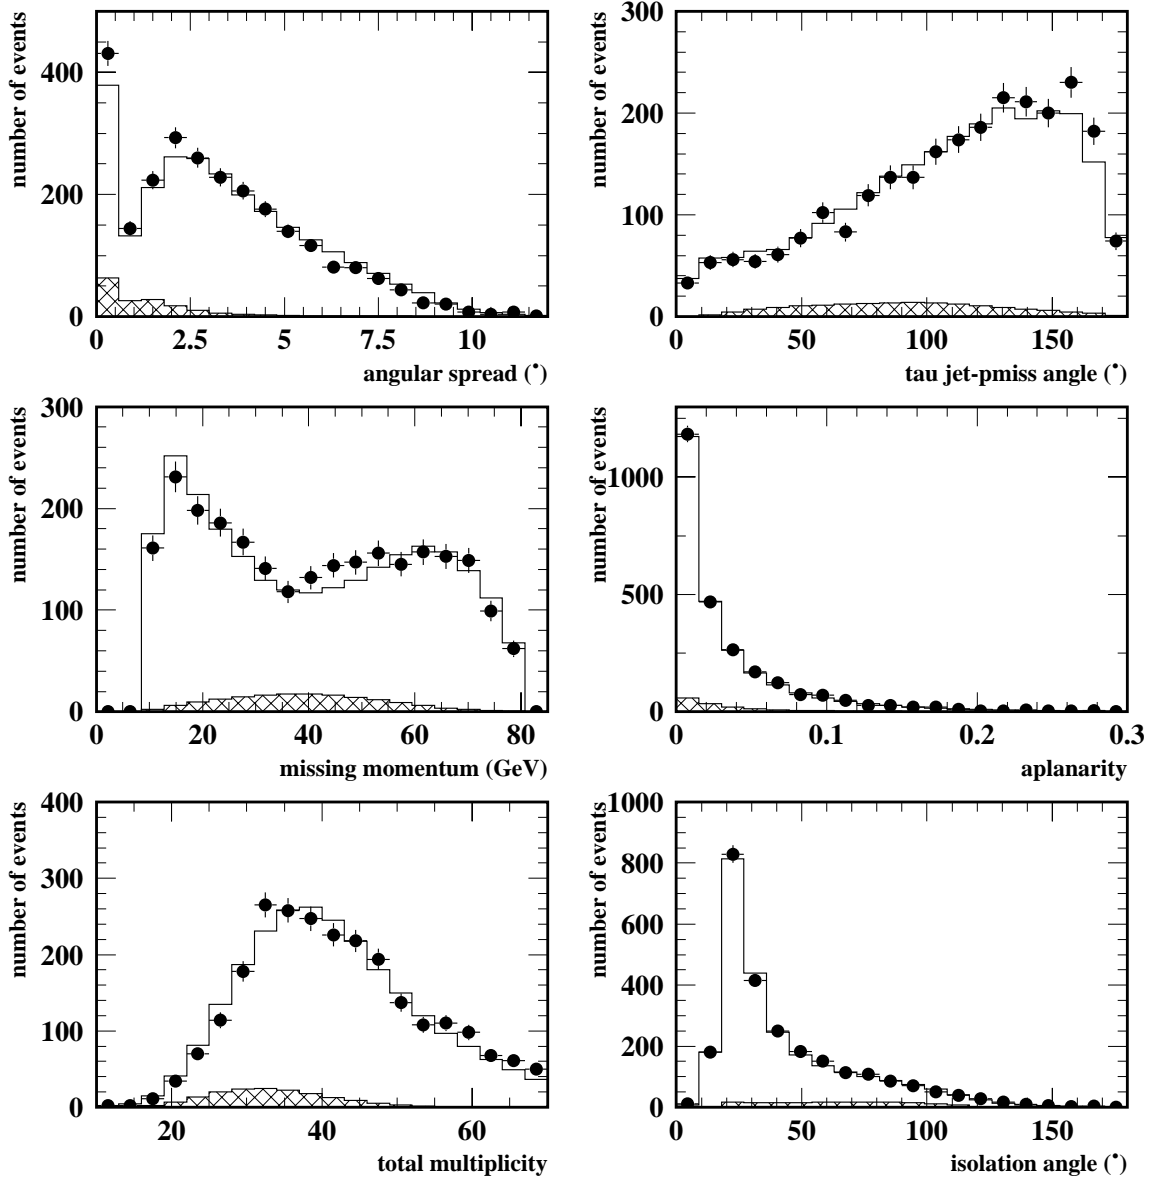 number of events
400
200
0
0 2.5 5 7.5 10
angular spread (˚)
number of events
300
200
100
0
0 50 100 150
tau jet-pmiss angle (˚)
number of events
300
200
100
0
0 20 40 60 80
missing momentum (GeV)
number of events
1000
500
0
0 0.1 0.2 0.3
aplanarity
number of events
400
300
200
100
0
20 40 60
total multiplicity
number of events
1000
800
600
400
200
0
0 50 100 150
isolation angle (˚)